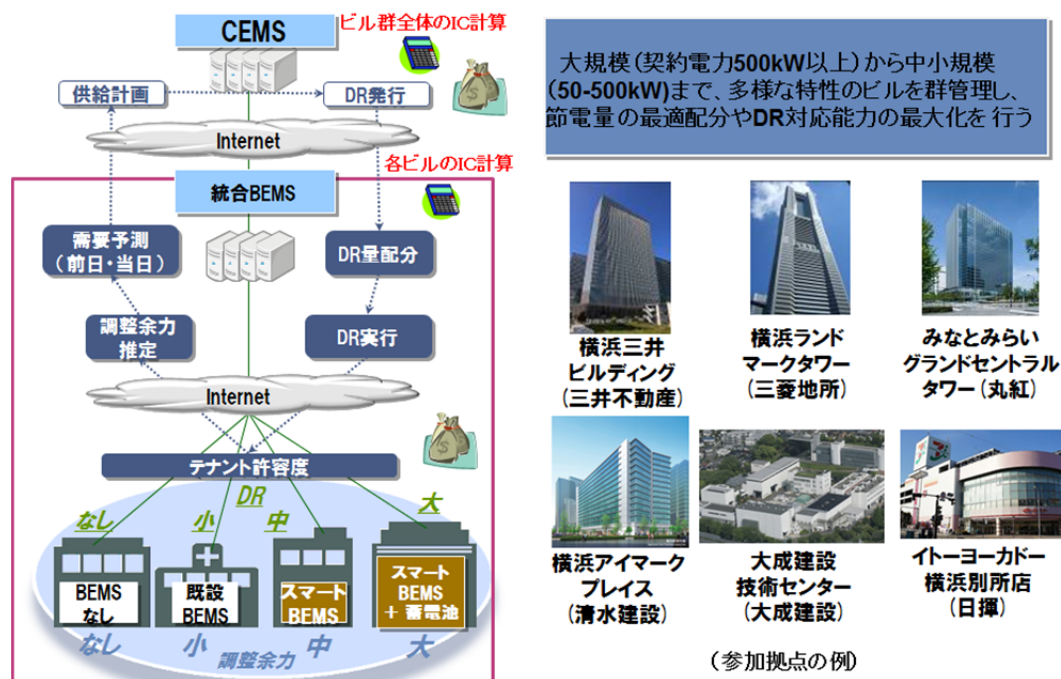 CEMS
ビル群全体のIC計算
供給計画
DR発行
Internet
各ビルのIC計算
統合BEMS
需要予測
(前日・当日)
DR量配分
調整余力
推定
DR実行
Internet
テナント許容度
DR
なし
小
中
大
BEMS
なし
既設
BEMS
スマート
BEMS
スマート
BEMS
+ 蓄電池
なし
小
中
大
調整余力
大規模(契約電力500kW以上)から中小規模
(50-500kW)まで、多様な特性のビルを群管理し、
節電量の最適配分やDR対応能力の最大化を行う
横浜三井
ビルディング
(三井不動産)
横浜ランド
マークタワー
(三菱地所)
みなとみらい
グランドセントラル
タワー(丸紅)
横浜アイマーク
プレイス
(清水建設)
大成建設
技術センター
(大成建設)
イトーヨーカドー
横浜別所店
(日揮)
(参加拠点の例)